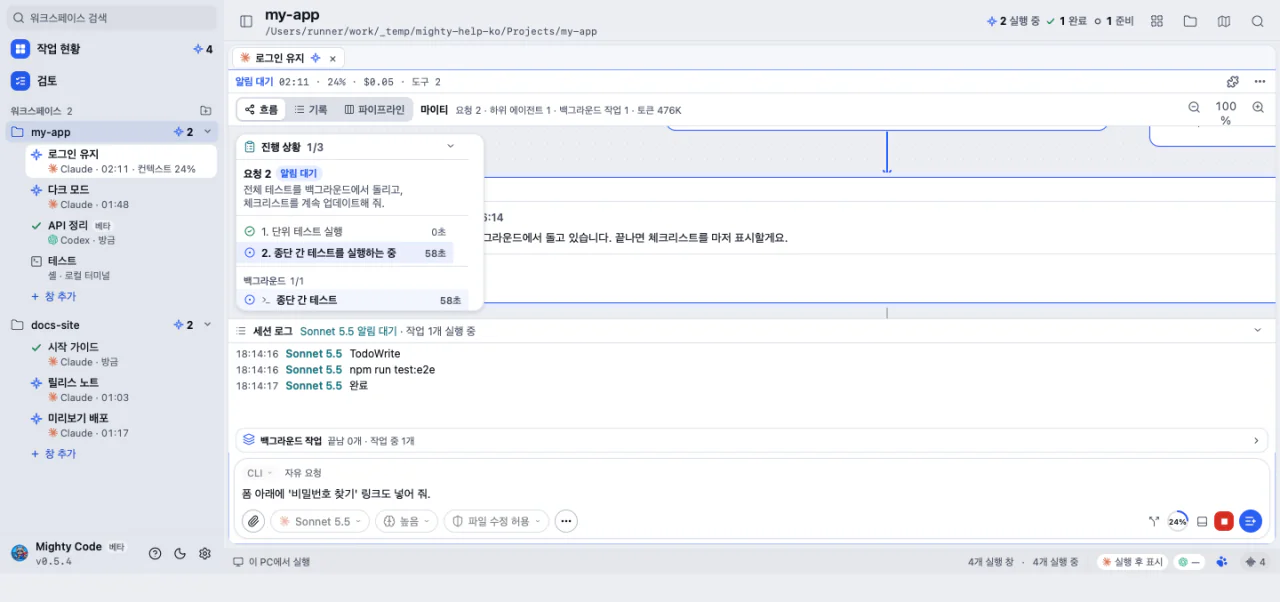 워크스페이스 검색
작업 현황 4
검토
워크스페이스 2
my-app 2
로그인 유지
Claude · 02:11 · 컨텍스트 24%
다크 모드
Claude · 01:48
API 정리 베타
Codex · 방금
테스트
셸 · 로컬 터미널
+ 창 추가
docs-site 2
시작 가이드
Claude · 방금
릴리스 노트
Claude · 01:03
미리보기 배포
Claude · 01:17
+ 창 추가
Mighty Code 베타
v0.5.4
my-app
/Users/runner/work/_temp/mighty-help-ko/Projects/my-app
2 실행 중 1 완료 1 준비
로그인 유지
알림 대기 02:11 · 24% · $0.05 · 도구 2
흐름 기록 파이프라인 마이티 요청 2 · 하위 에이전트 1 · 백그라운드 작업 1 · 토큰 476K
100
%
진행 상황 1/3
요청 2 알림 대기
전체 테스트를 백그라운드에서 돌리고,
체크리스트를 계속 업데이트해 줘.
1. 단위 테스트 실행 0초
2. 종단 간 테스트를 실행하는 중 58초
백그라운드 1/1
종단 간 테스트 58초
6:14
그라운드에서 돌고 있습니다. 끝나면 체크리스트를 마저 표시할게요.
세션 로그 Sonnet 5.5 알림 대기 · 작업 1개 실행 중
18:14:16 Sonnet 5.5 TodoWrite
18:14:16 Sonnet 5.5 npm run test:e2e
18:14:17 Sonnet 5.5 완료
백그라운드 작업 끝남 0개 · 작업 중 1개
CLI 자유 요청
폼 아래에 '비밀번호 찾기' 링크도 넣어 줘.
Sonnet 5.5 높음 파일 수정 허용 24%
이 PC에서 실행
4개 실행 창 · 4개 실행 중 실행 후 표시 — 4